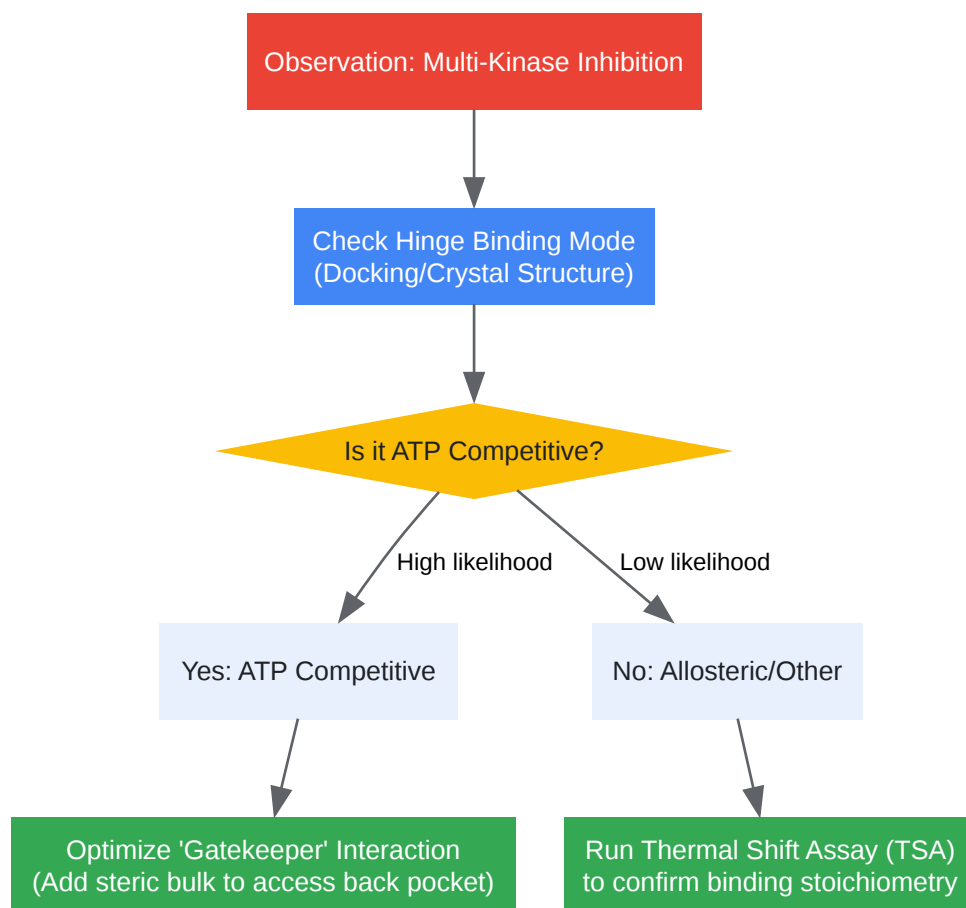 Observation: Multi-Kinase Inhibition
Check Hinge Binding Mode
(Docking/Crystal Structure)
Is it ATP Competitive?
High likelihood
Low likelihood
Yes: ATP Competitive
No: Allosteric/Other
Optimize 'Gatekeeper' Interaction
(Add steric bulk to access back pocket)
Run Thermal Shift Assay (TSA)
to confirm binding stoichiometry